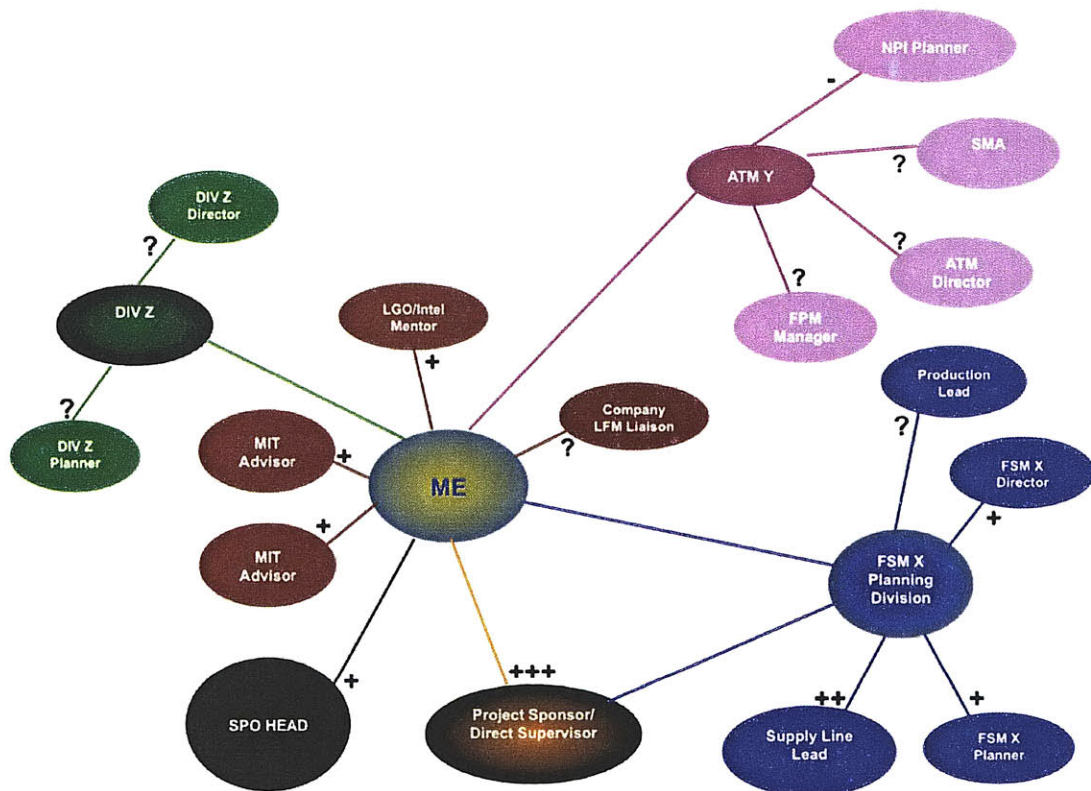 NPI Planner
-
SMA
?
ATM Y
DIV Z
Director
?
?
ATM
Director
?
FPM
Manager
DIV Z
LGO/Intel
Mentor
+
Production
Lead
?
?
DIV Z
Planner
Company
LFM Liaison
?
MIT
Advisor
+
ME
FSM X
Director
+
MIT
Advisor
+
FSM X
Planning
Division
+
SPO HEAD
+++
Project Sponsor/
Direct Supervisor
++
Supply Line
Lead
+
FSM X
Planner